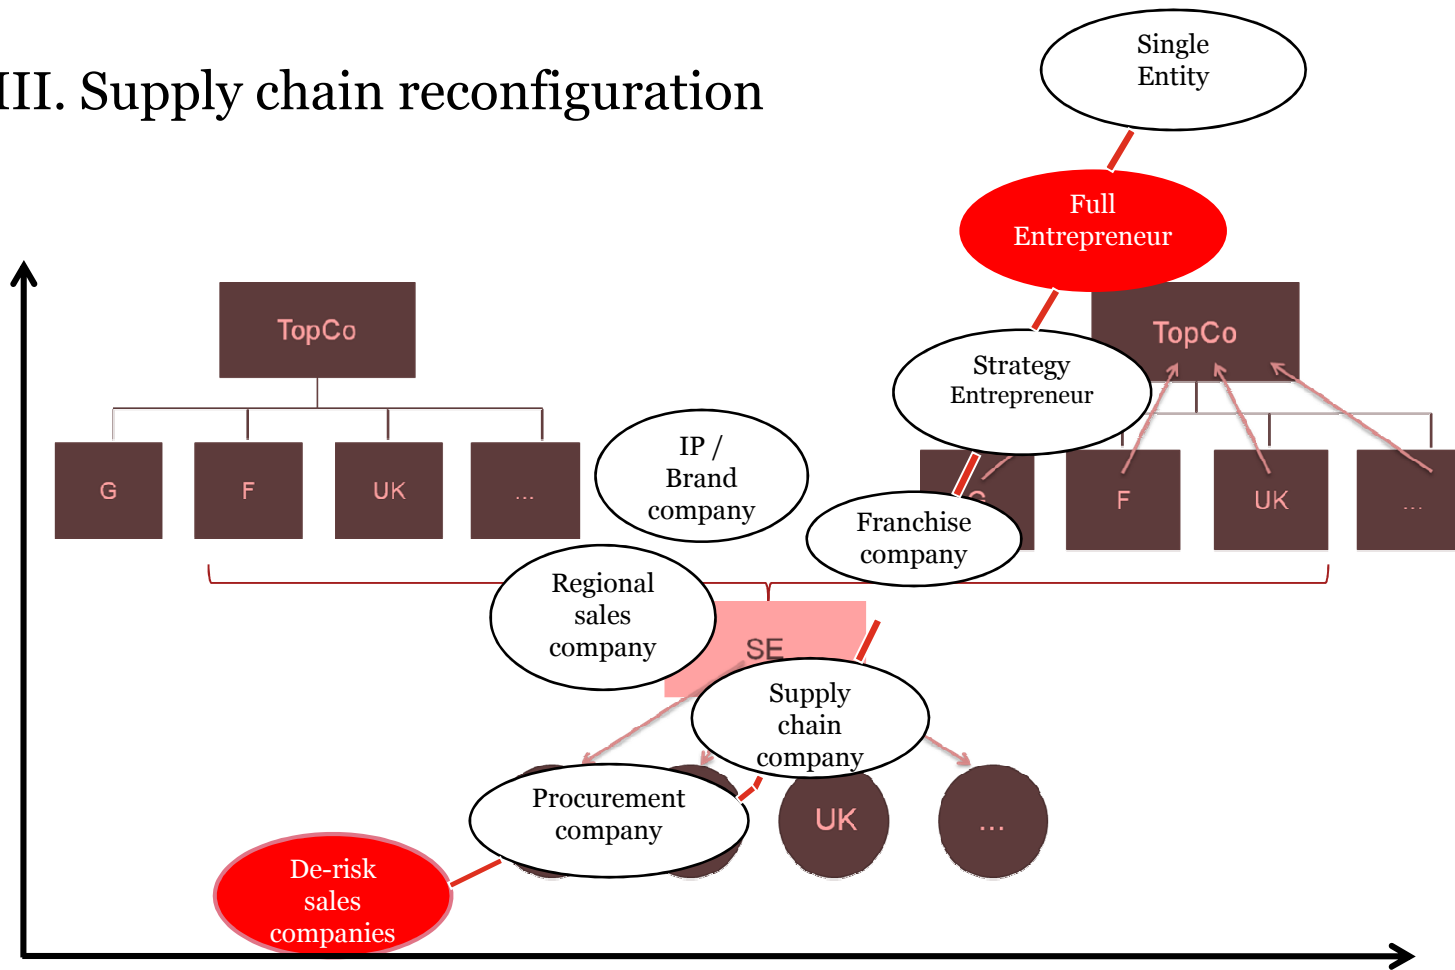 III. Supply chain reconfiguration
Single
Entity
Full
Entrepreneur
TopCo
TopCo
Strategy
Entrepreneur
IP /
Brand
company
G
F
UK
...
F
UK
...
Franchise
company
Regional
sales
company
SE
Supply
chain
company
Procurement
company
UK
...
De-risk
sales
companies